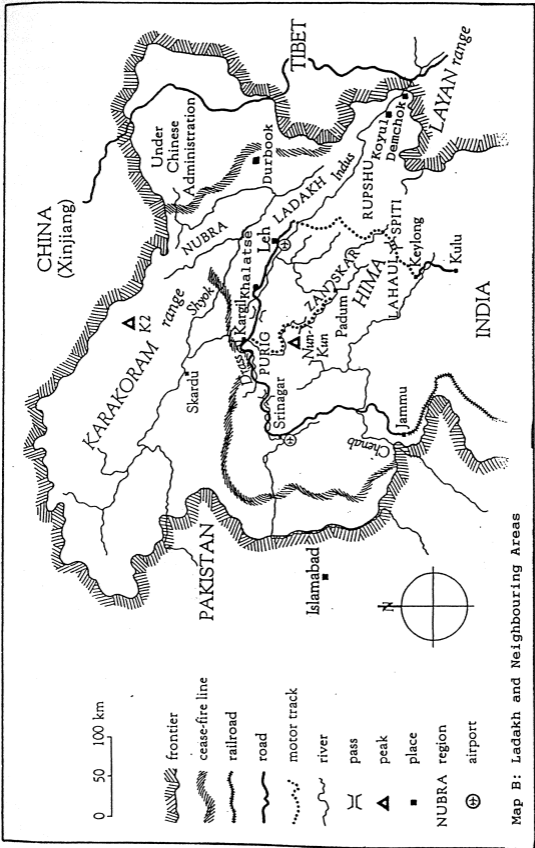 CHINA
(Xinjiang)
Under
Chinese
Administration
TIBET
KARAKORAM range
K2
NUBRA
Durbook
Shyok
Skardu
LADAKH
Indus
Leh
Khalatse
Kargil
Drass
PURIG
Nun-
Kun
ZANDSKAR
Padum
RUPSHU
Koyul
Demchok
HIMA
LAYAN range
LAHAUL
SPITI
Keylong
Kulu
Srinagar
Chenab
Jammu
PAKISTAN
Islamabad
INDIA
N
0 50 100 km
frontier
cease-fire line
railroad
road
motor track
river
pass
peak
place
NUBRA region
airport
Map B: Ladakh and Neighbouring Areas